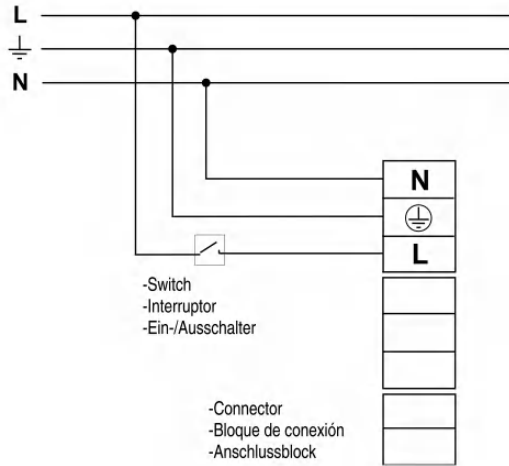 L
⏚
N
N
⏚
L
-Switch
-Interruptor
-Ein-/Ausschalter
-Connector
-Bloque de conexión
-Anschlussblock